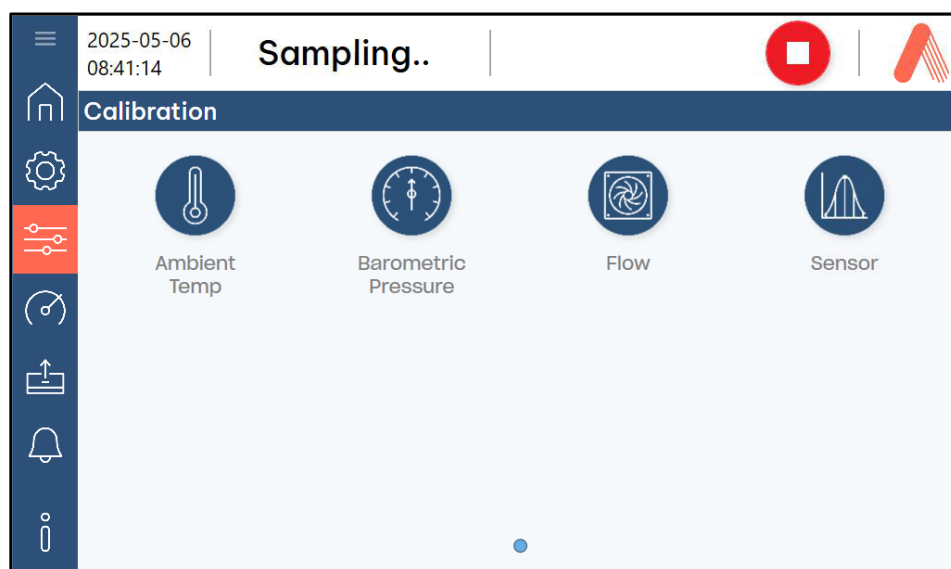 2025-05-06
08:41:14
Sampling..
Calibration
Ambient
Temp
Barometric
Pressure
Flow
Sensor